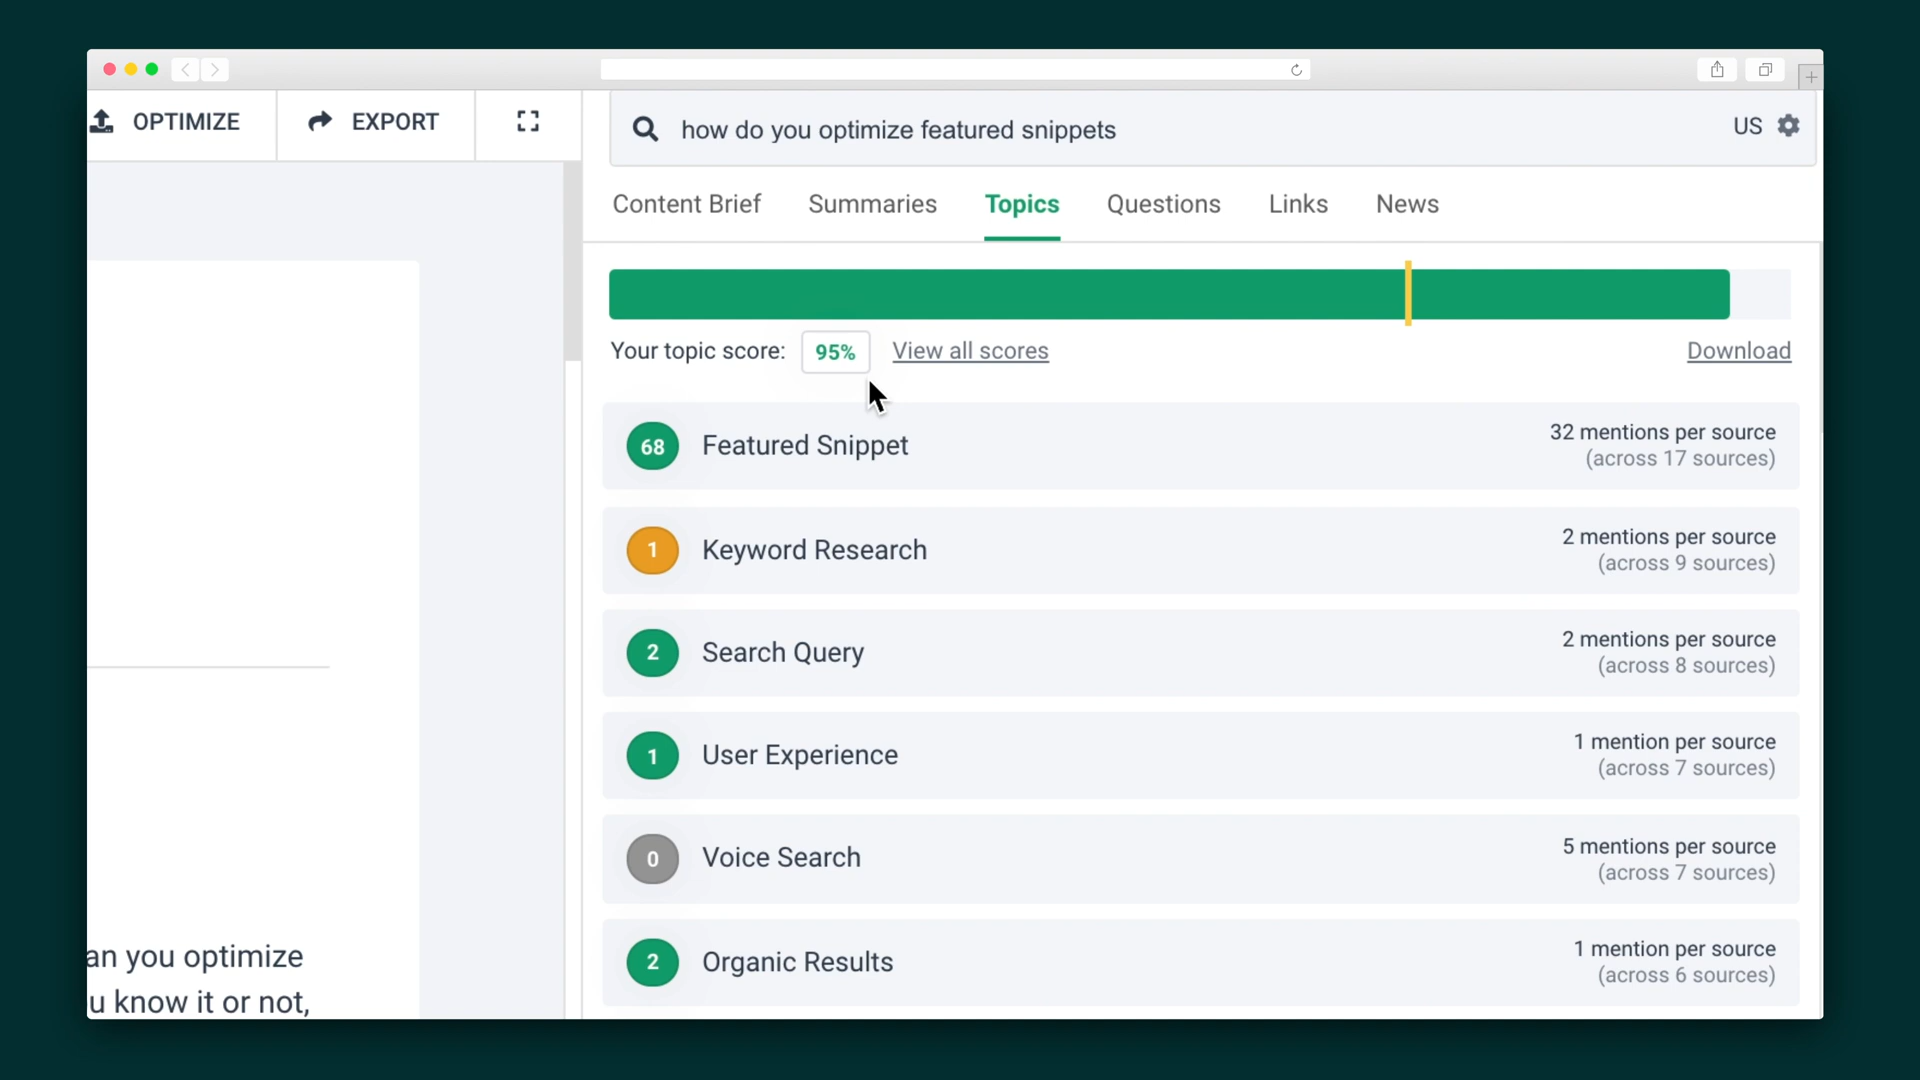 OPTIMIZE
EXPORT
how do you optimize featured snippets
US
Content Brief
Summaries
Topics
Questions
Links
News
Your topic score:
95%
View all scores
Download
68
Featured Snippet
32 mentions per source
(across 17 sources)
1
Keyword Research
2 mentions per source
(across 9 sources)
2
Search Query
2 mentions per source
(across 8 sources)
1
User Experience
1 mention per source
(across 7 sources)
0
Voice Search
5 mentions per source
(across 7 sources)
2
Organic Results
1 mention per source
(across 6 sources)
an you optimize
u know it or not,